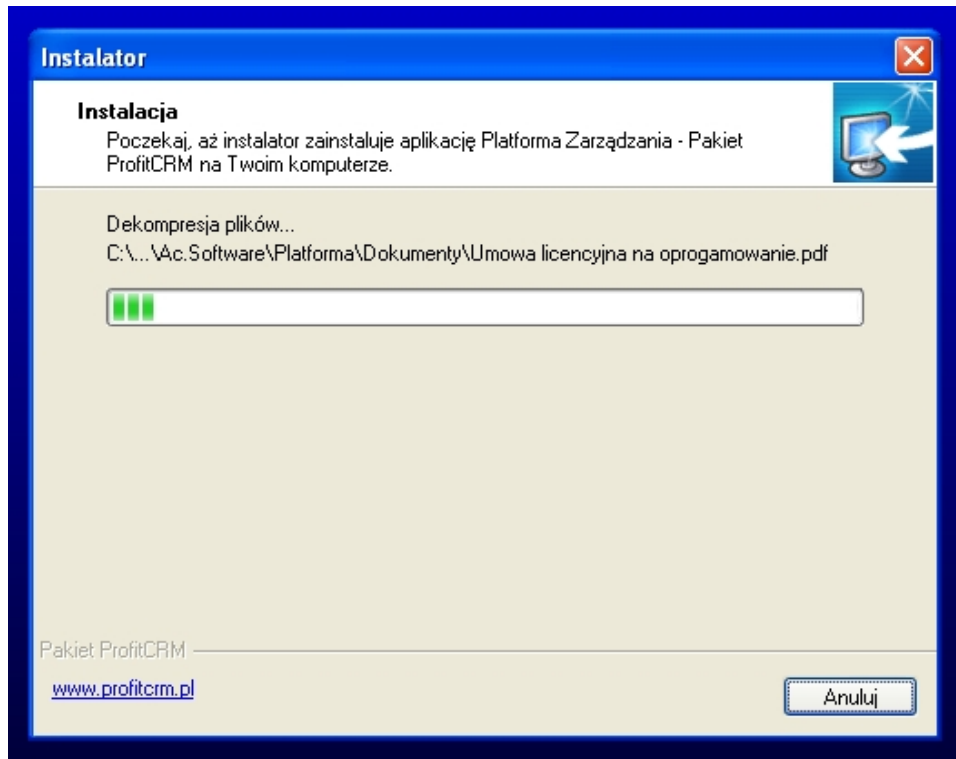 Instalator
Instalacja
Poczekaj, aż instalator zainstaluje aplikację Platforma Zarządzania - Pakiet
ProfitCRM na Twoim komputerze.
Dekompresja plików...
C:\...\Ac.Software\Platforma\Dokumenty\Umowa licencyjna na oprogamowanie.pdf
Pakiet ProfitCRM
www.profitcrm.pl
Anuluj